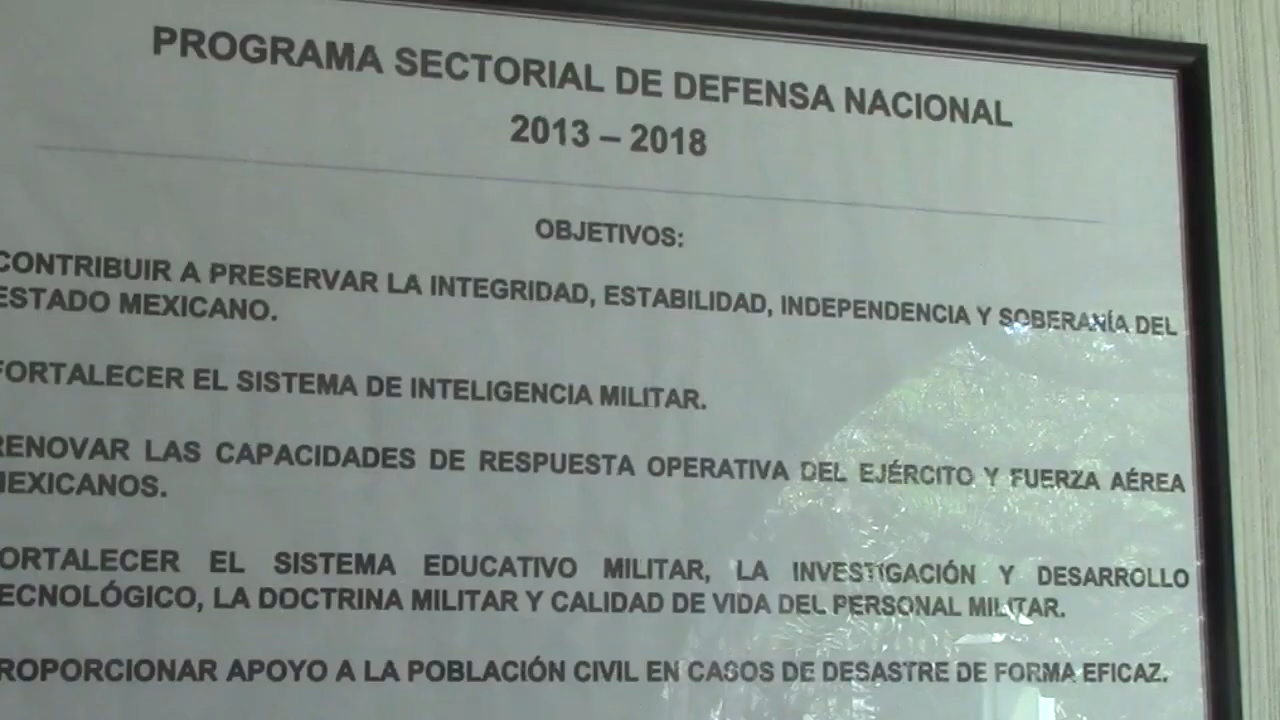 PROGRAMA SECTORIAL DE DEFENSA NACIONAL
2013 – 2018
OBJETIVOS:
CONTRIBUIR A PRESERVAR LA INTEGRIDAD, ESTABILIDAD, INDEPENDENCIA Y SOBERANÍA DEL
ESTADO MEXICANO.
FORTALECER EL SISTEMA DE INTELIGENCIA MILITAR.
RENOVAR LAS CAPACIDADES DE RESPUESTA OPERATIVA DEL EJÉRCITO Y FUERZA AÉREA
MEXICANOS.
ORTALECER EL SISTEMA EDUCATIVO MILITAR, LA INVESTIGACIÓN Y DESARROLLO
ECNOLÓGICO, LA DOCTRINA MILITAR Y CALIDAD DE VIDA DEL PERSONAL MILITAR.
ROPORCIONAR APOYO A LA POBLACIÓN CIVIL EN CASOS DE DESASTRE DE FORMA EFICAZ.